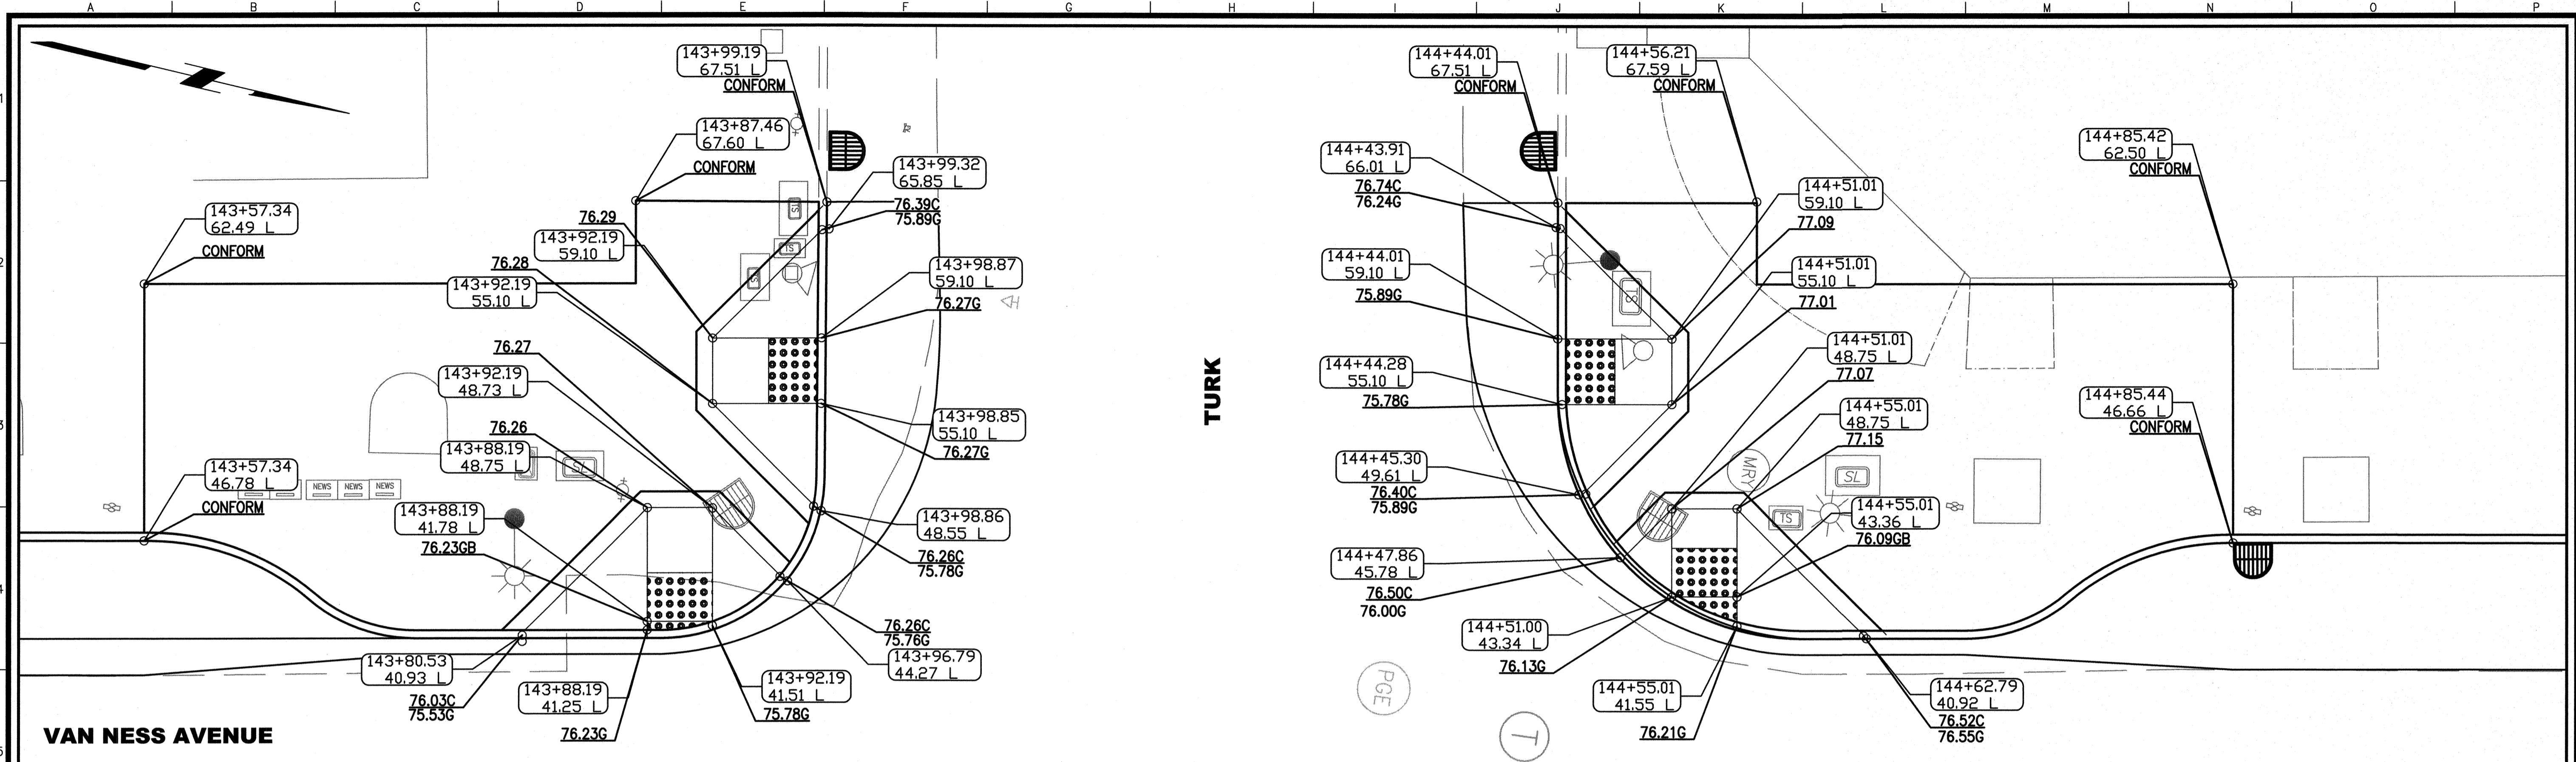 A B C D E F G H I J K L M N O P
1
2
3
4
5
143+99.19
67.51 L
CONFORM
143+87.46
67.60 L
CONFORM
143+99.32
65.85 L
76.39C
75.89G
143+57.34
62.49 L
CONFORM
76.29
143+92.19
59.10 L
76.28
143+92.19
55.10 L
143+98.87
59.10 L
76.27G
TS
TS
TS
76.27
143+92.19
48.73 L
76.26
143+88.19
48.75 L
SL
143+98.85
55.10 L
76.27G
143+57.34
46.78 L
CONFORM
NEWS NEWS NEWS
143+88.19
41.78 L
76.23GB
143+98.86
48.55 L
76.26C
75.78G
76.26C
75.76G
143+96.79
44.27 L
143+80.53
40.93 L
76.03C
75.53G
143+88.19
41.25 L
76.23G
143+92.19
41.51 L
75.78G
VAN NESS AVENUE
TURK
144+44.01
67.51 L
CONFORM
144+56.21
67.59 L
CONFORM
144+43.91
66.01 L
76.74C
76.24G
144+51.01
59.10 L
77.09
144+85.42
62.50 L
CONFORM
144+44.01
59.10 L
75.89G
TS
144+51.01
55.10 L
77.01
144+44.28
55.10 L
75.78G
144+51.01
48.75 L
77.07
144+55.01
48.75 L
77.15
144+85.44
46.66 L
CONFORM
144+45.30
49.61 L
76.40C
75.89G
MRY
SL
TS
144+55.01
43.36 L
76.09GB
144+47.86
45.78 L
76.50C
76.00G
144+51.00
43.34 L
76.13G
PGE
T
144+55.01
41.55 L
76.21G
144+62.79
40.92 L
76.52C
76.55G